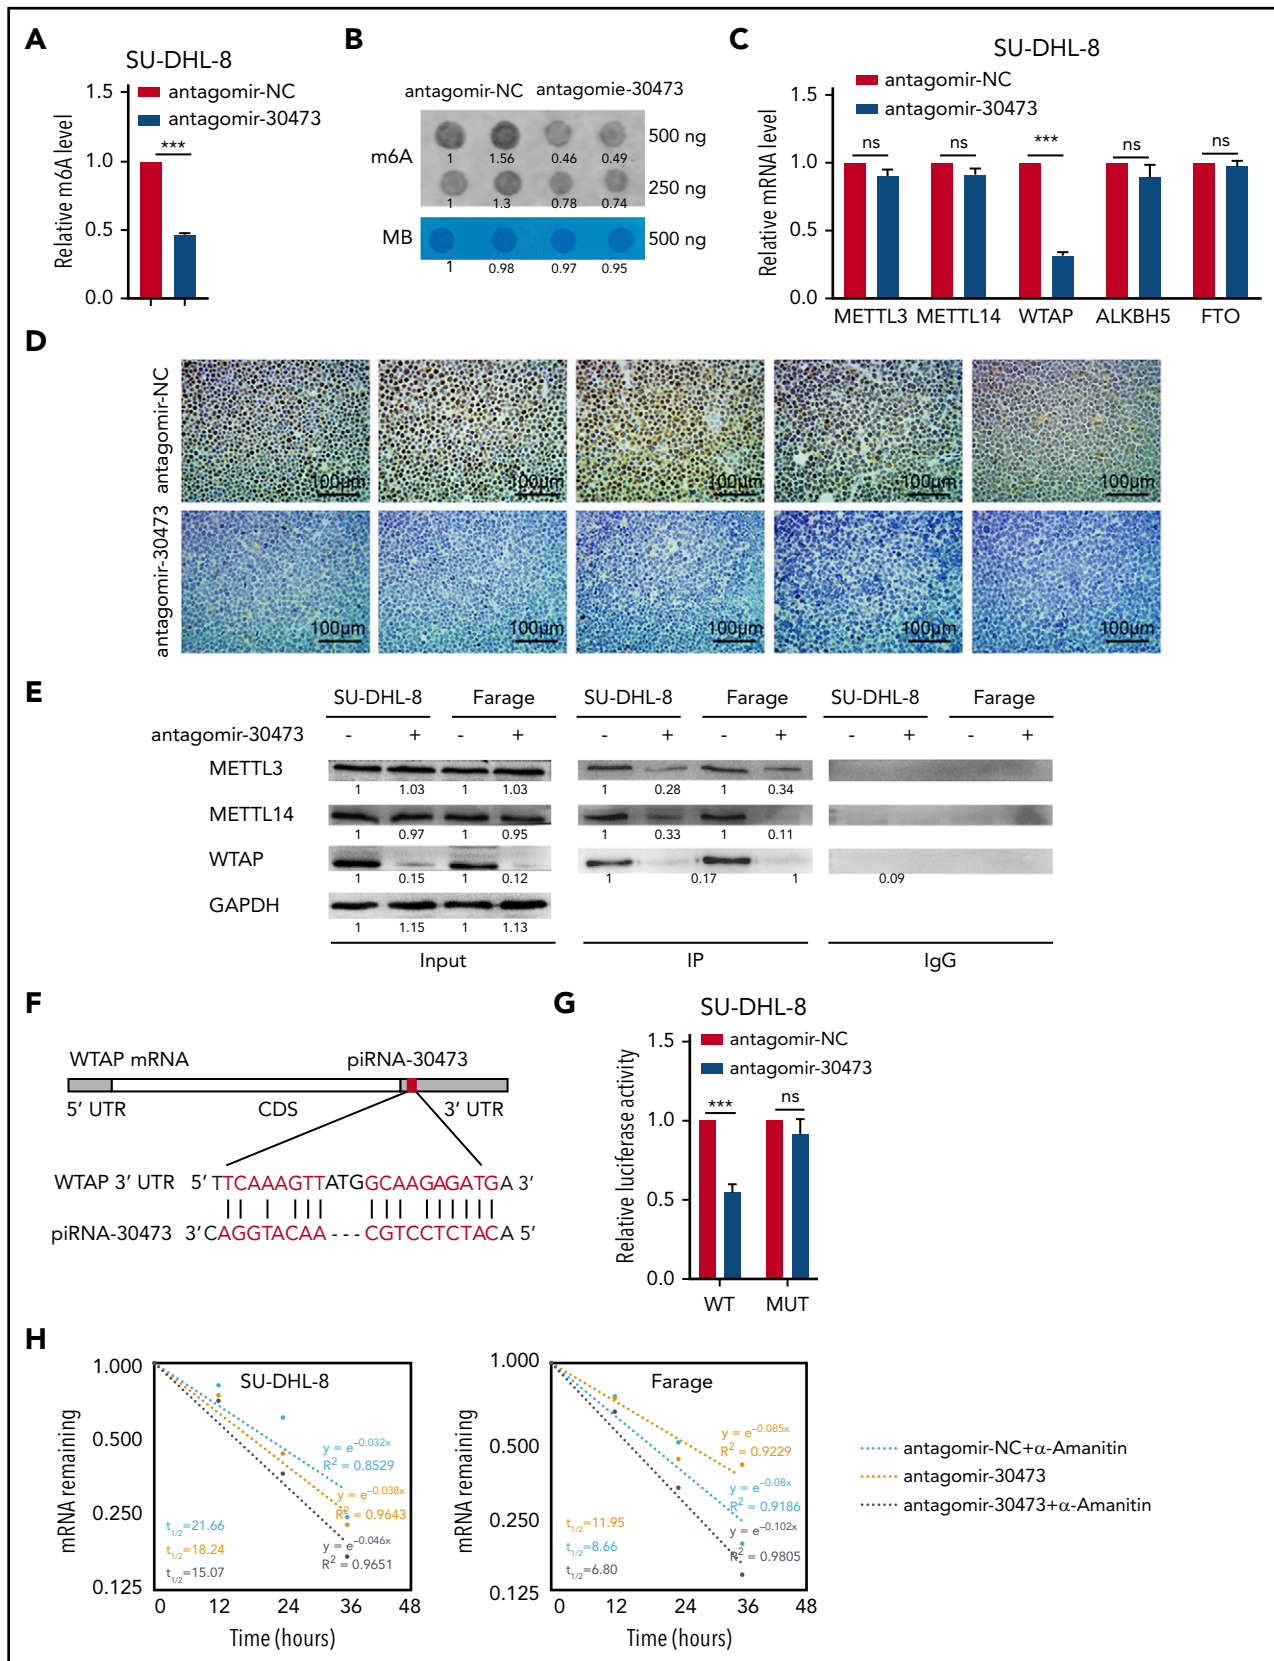 A
SU-DHL-8
antagomir-NC
antagomir-30473
Relative m6A level
1.5
1.0
0.5
0.0
***
B
antagomir-NC antagomie-30473
m6A
500 ng
1 1.56 0.46 0.49
250 ng
1 1.3 0.78 0.74
MB
500 ng
1 0.98 0.97 0.95
C
SU-DHL-8
antagomir-NC
antagomir-30473
Relative mRNA level
1.5
1.0
0.5
0.0
ns ns *** ns ns
METTL3 METTL14 WTAP ALKBH5 FTO
D
antagomir-NC
100μm 100μm 100μm 100μm 100μm
antagomir-30473
100μm 100μm 100μm 100μm 100μm
E
SU-DHL-8 Farage SU-DHL-8 Farage SU-DHL-8 Farage
antagomir-30473 - + - + - + - + - + - +
METTL3
1 1.03 1 1.03 1 0.28 1 0.34
METTL14
1 0.97 1 0.95 1 0.33 1 0.11
WTAP
1 0.15 1 0.12 1 0.17 1 0.09
GAPDH
1 1.15 1 1.13
Input IP IgG
F
WTAP mRNA piRNA-30473
5′ UTR CDS 3′ UTR
WTAP 3′ UTR 5′ TTCAAAGTTATGGCAAGAGATGA 3′
piRNA-30473 3′CAGGTACAA - - - CGTCCTCTACA 5′
G
SU-DHL-8
antagomir-NC
antagomir-30473
Relative luciferase activity
1.5
1.0
0.5
0.0
*** ns
WT MUT
H
SU-DHL-8
mRNA remaining
1.000
0.500
0.250
0.125
y = e^–0.032x
R² = 0.8529
y = e^–0.038x
R² = 0.9643
y = e^–0.046x
R² = 0.9651
t1/2=21.66
t1/2=18.24
t1/2=15.07
0 12 24 36 48
Time (hours)
Farage
mRNA remaining
1.000
0.500
0.250
0.125
y = e^–0.085x
R² = 0.9229
y = e^–0.08x
R² = 0.9186
y = e^–0.102x
R² = 0.9805
t1/2=11.95
t1/2=8.66
t1/2=6.80
0 12 24 36 48
Time (hours)
antagomir-NC+α-Amanitin
antagomir-30473
antagomir-30473+α-Amanitin